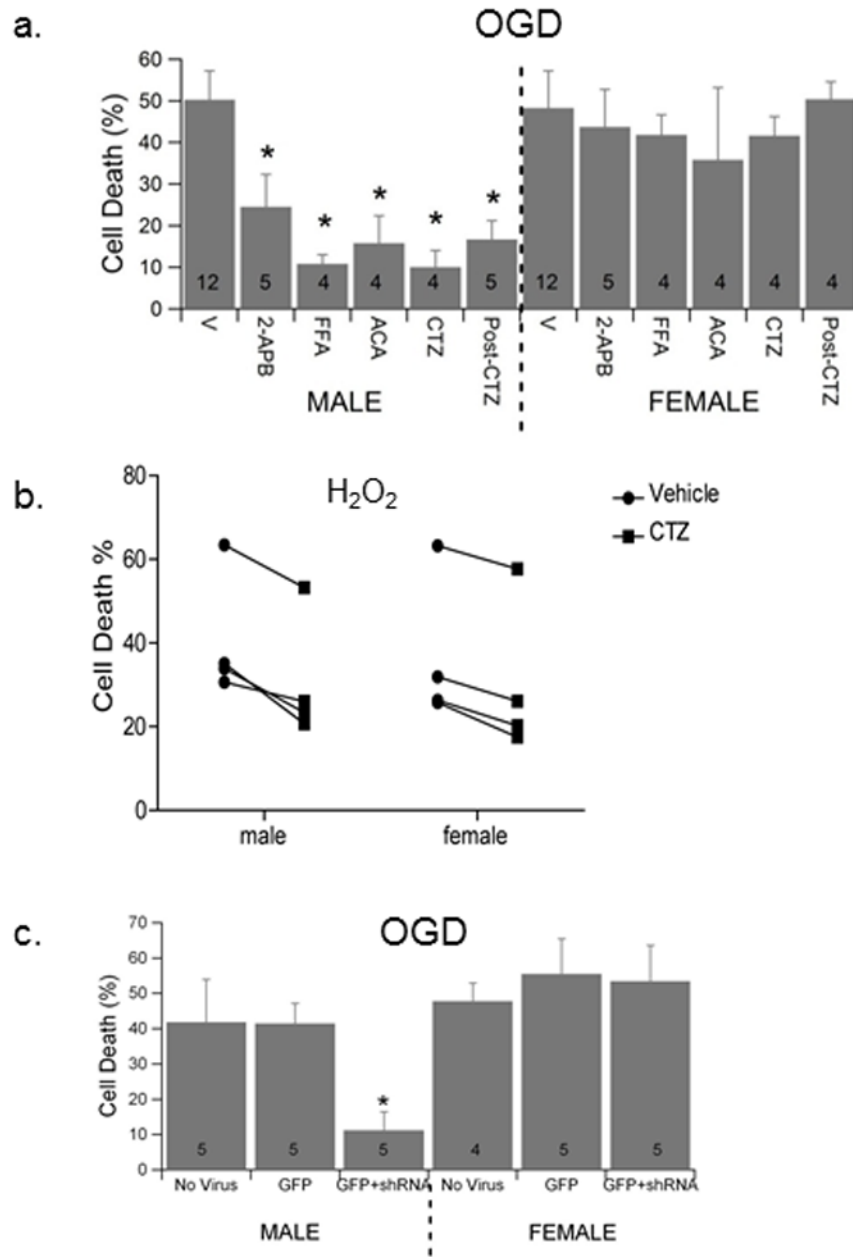 a.
OGD
Cell Death (%)
60
50
40
30
20
10
0
* * * * *
12 5 4 4 4 5 12 5 4 4 4 4
V 2-APB FFA ACA CTZ Post-CTZ V 2-APB FFA ACA CTZ Post-CTZ
MALE FEMALE
b.
H₂O₂
Cell Death %
80
60
40
20
0
male female
Vehicle
CTZ
c.
OGD
Cell Death (%)
70
60
50
40
30
20
10
0
*
5 5 5 4 5 5
No Virus GFP GFP+shRNA No Virus GFP GFP+shRNA
MALE FEMALE